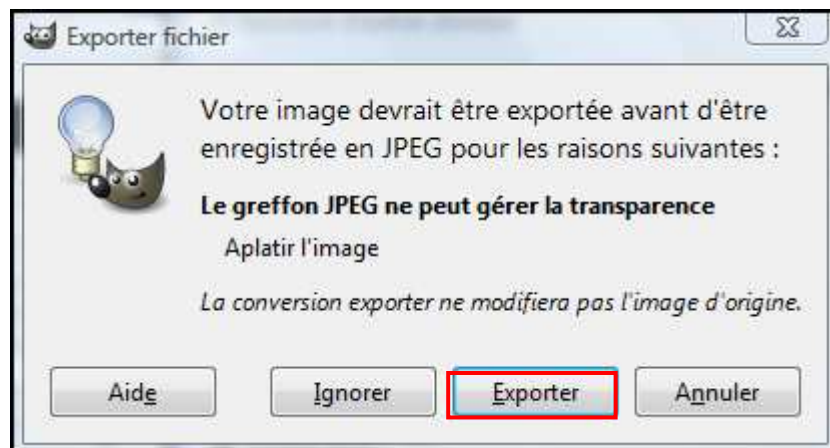 Exporter fichier
Votre image devrait être exportée avant d'être
enregistrée en JPEG pour les raisons suivantes :
Le greffon JPEG ne peut gérer la transparence
Aplatir l'image
La conversion exporter ne modifiera pas l'image d'origine.
Aide Ignorer Exporter Annuler